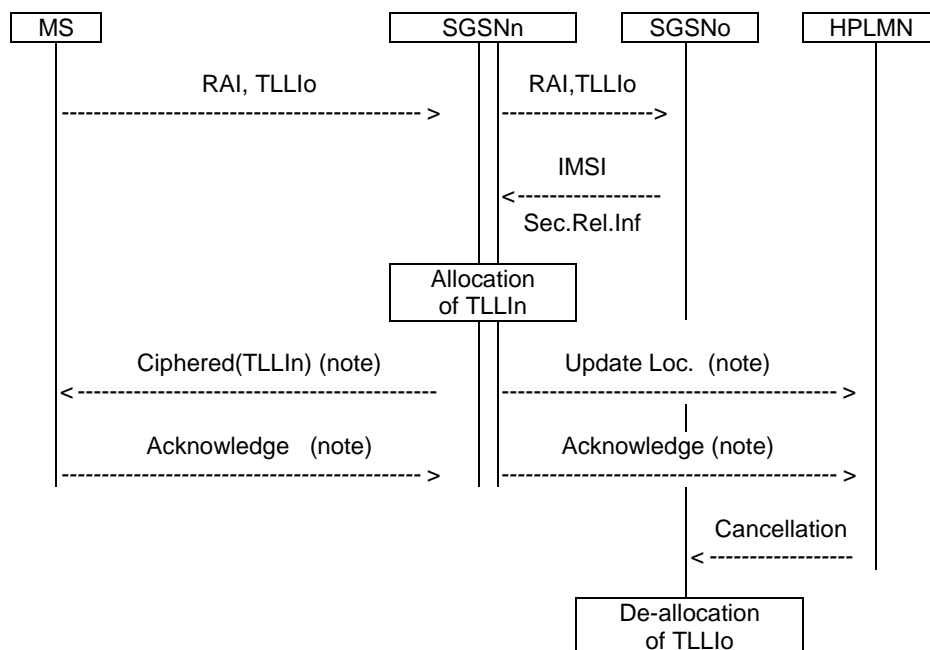 MS SGSNn SGSNo HPLMN
RAI, TLLIo RAI,TLLIo
IMSI
Sec.Rel.Inf
Allocation
of TLLIn
Ciphered(TLLIn) (note) Update Loc. (note)
Acknowledge (note) Acknowledge (note)
Cancellation
De-allocation
of TLLIo